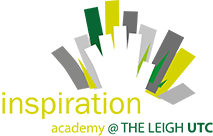 inspiration
academy @ THE LEIGH UTC